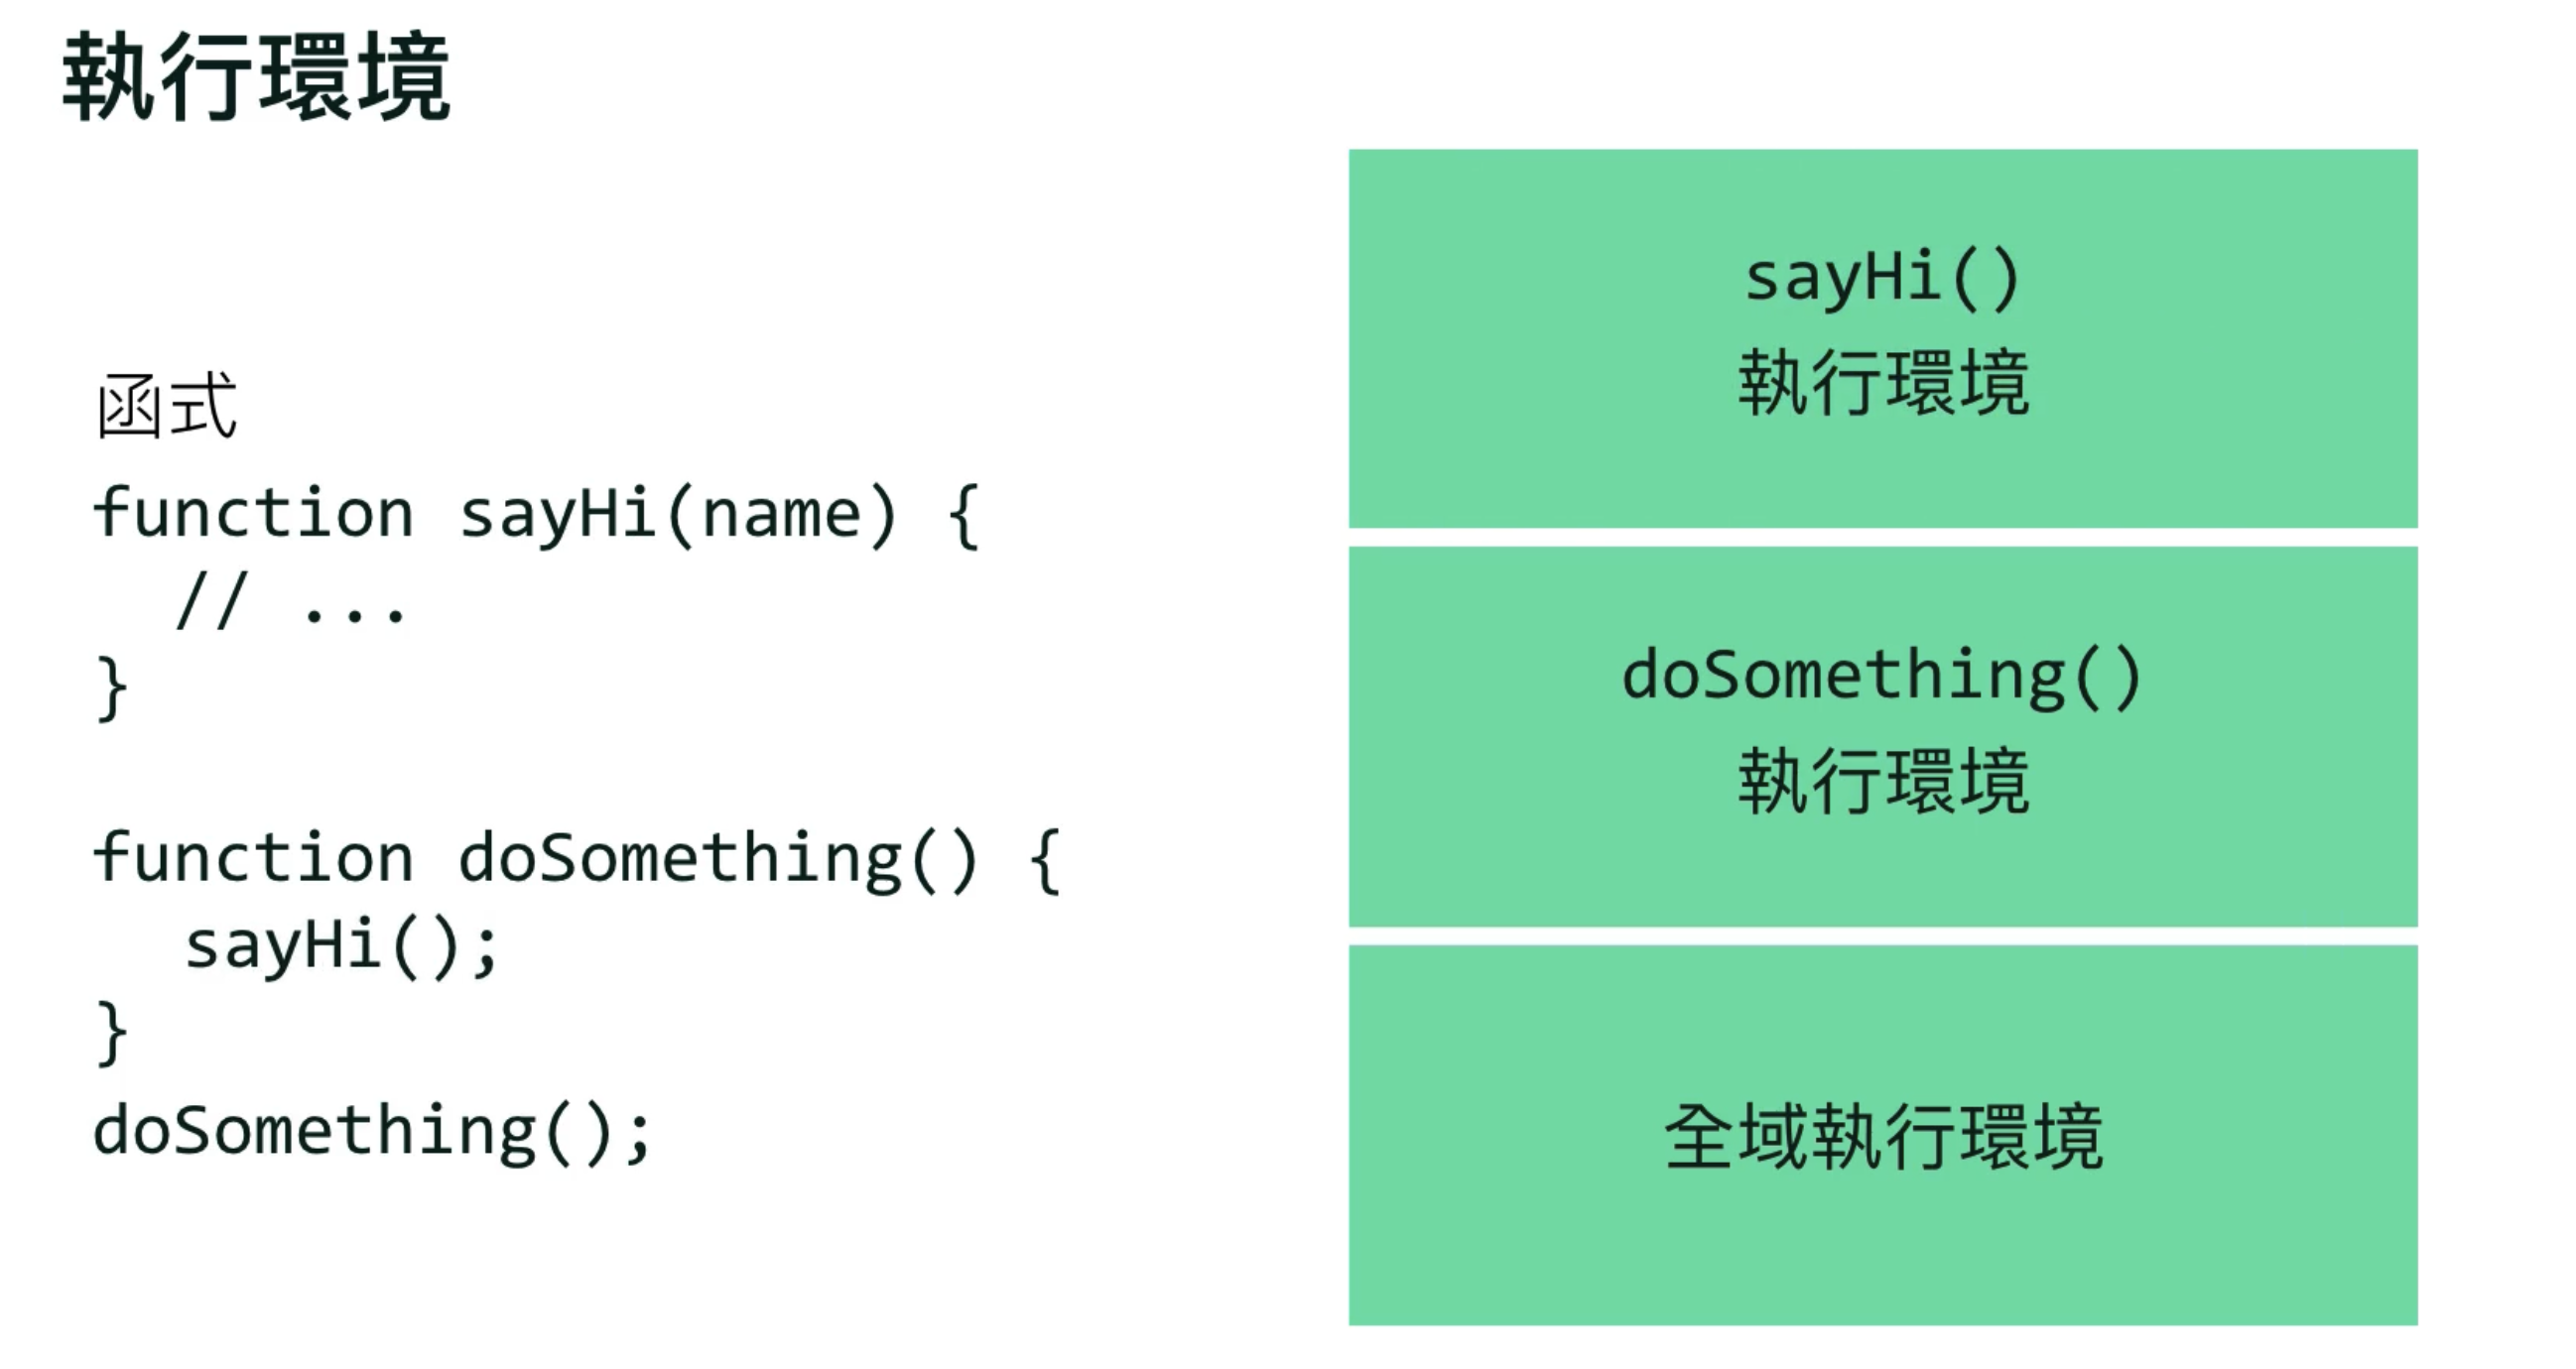 執行環境
函式
function sayHi(name) {
  // ...
}
function doSomething() {
  sayHi();
}
doSomething();
sayHi()
執行環境
doSomething()
執行環境
全域執行環境